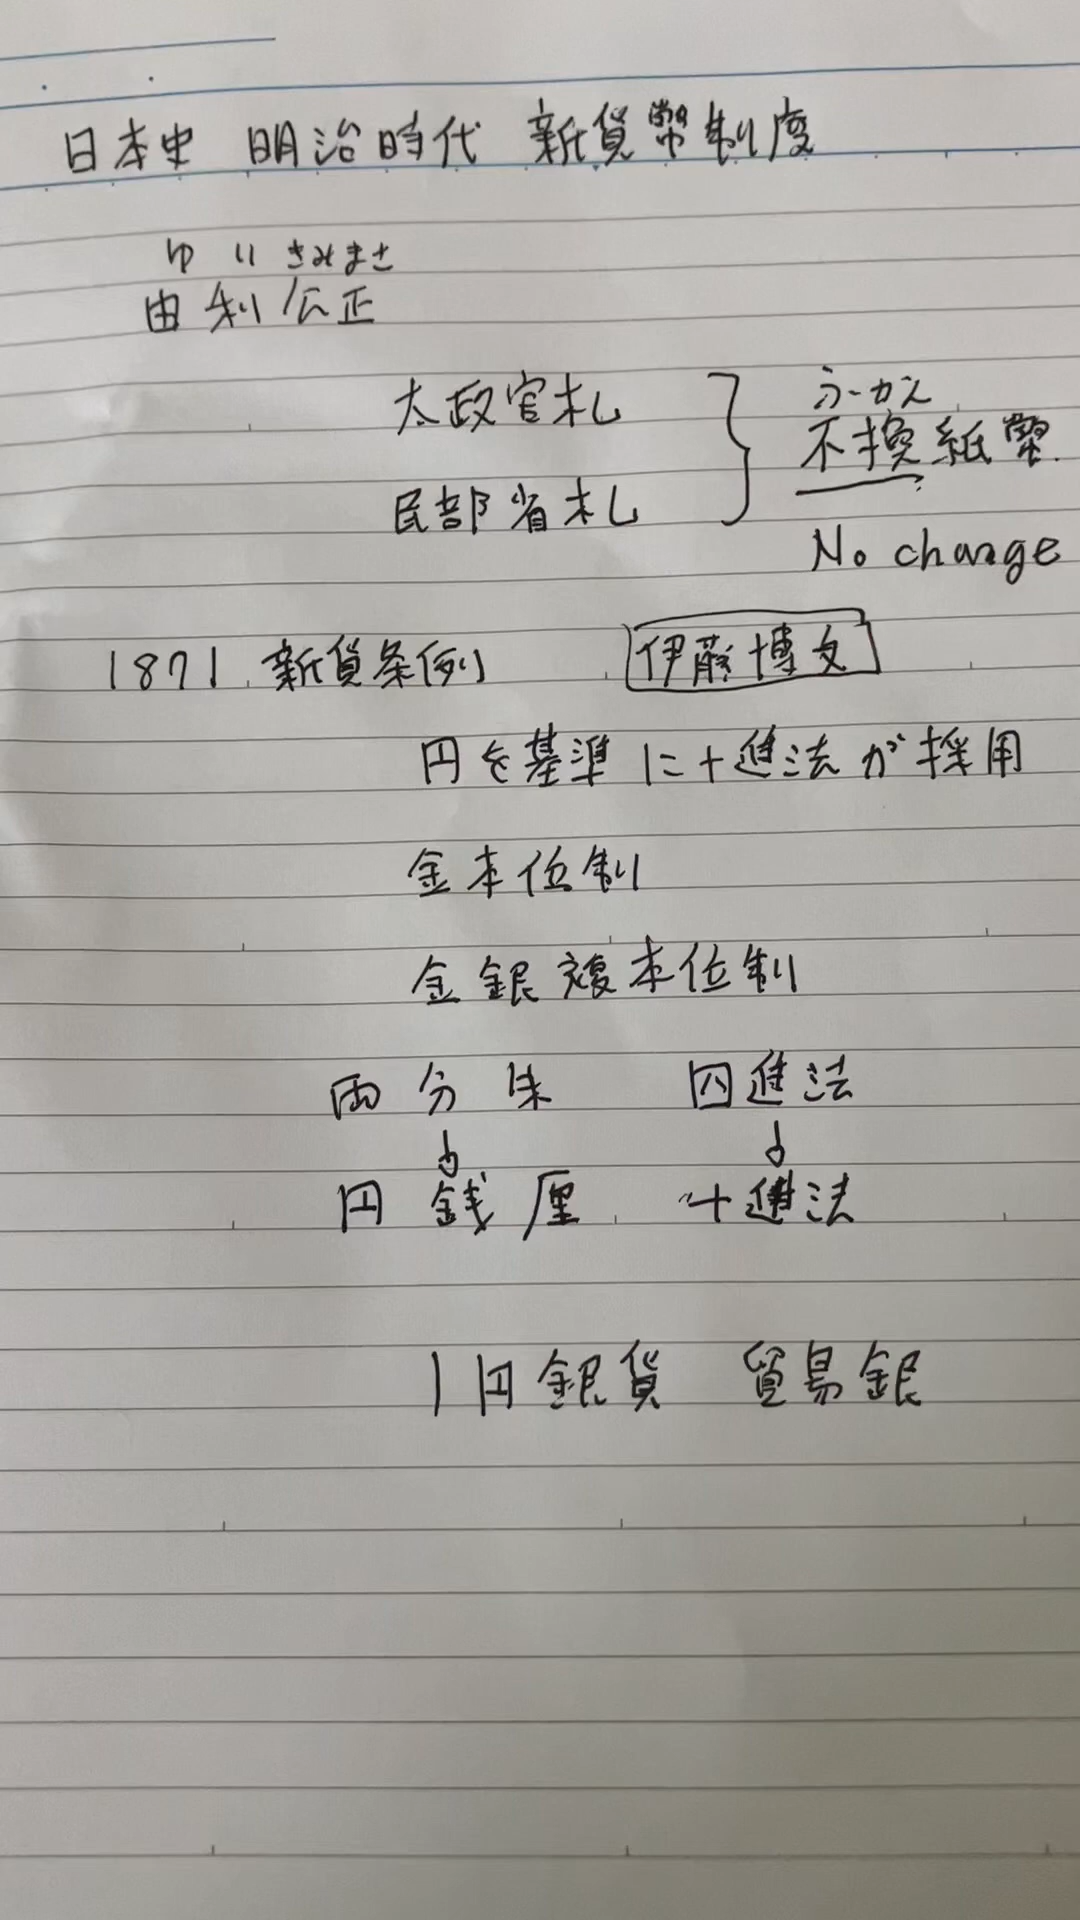 日本史 明治時代 新貨幣制度
ゆ り きみまさ
由利公正
太政官札
ふ-かん
不換紙幣
民部省札
No change
1871 新貨条例 伊藤博文
円を基準に十進法が採用
金本位制
金銀複本位制
両 分 朱 四進法
円 銭 厘 十進法
1円銀貨 貿易銀